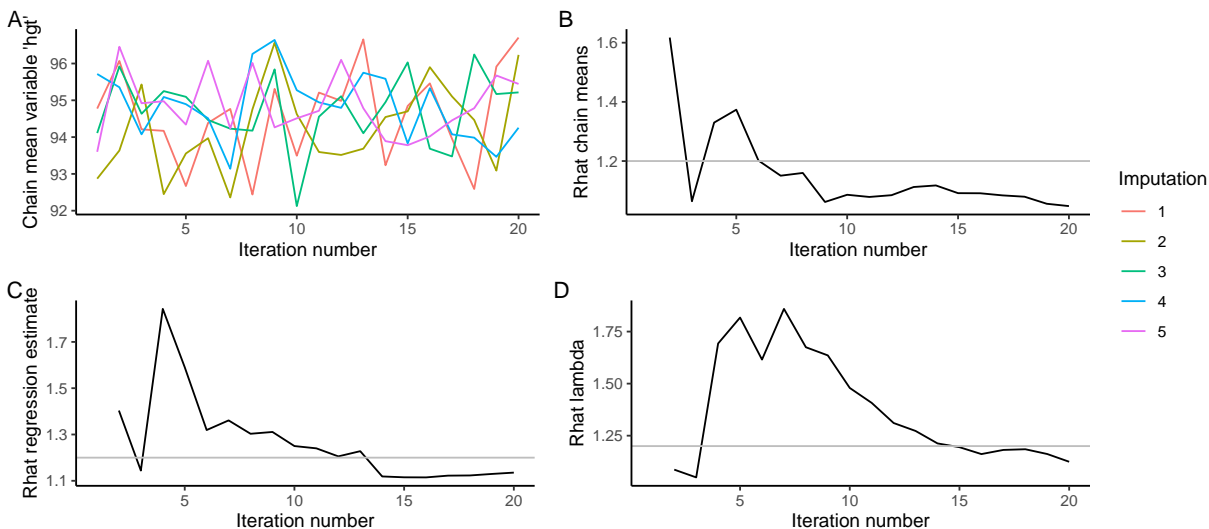 A
Chain mean variable 'hgt'
96
95
94
93
92
5
10
15
20
Iteration number
B
Rhat chain means
1.6
1.4
1.2
5
10
15
20
Iteration number
Imputation
1
2
3
4
5
C
Rhat regression estimate
1.7
1.5
1.3
1.1
5
10
15
20
Iteration number
D
Rhat lambda
1.75
1.50
1.25
5
10
15
20
Iteration number